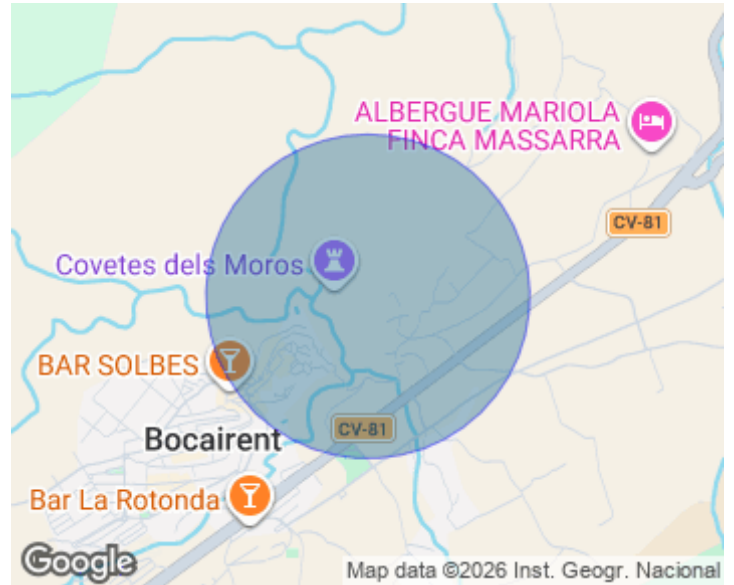 ALBERGUE MARIOLA
FINCA MASSARRA
CV-81
Covetes dels Moros
BAR SOLBES
CV-81
Bocairent
Bar La Rotonda
Google
Map data ©2026 Inst. Geogr. Nacional